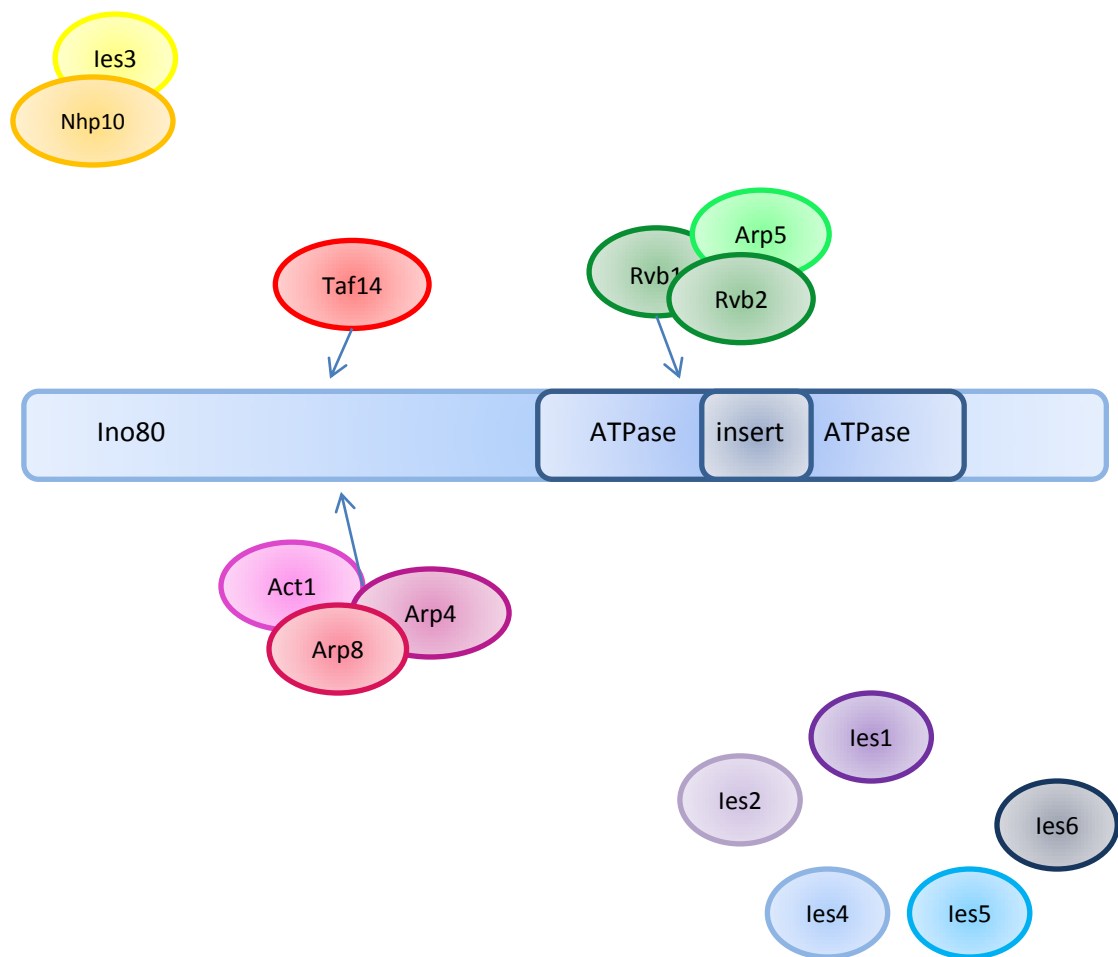 Ies3
Nhp10
Arp5
Rvb1
Rvb2
Taf14
Ino80
ATPase
insert
ATPase
Act1
Arp4
Arp8
Ies1
Ies2
Ies6
Ies4
Ies5